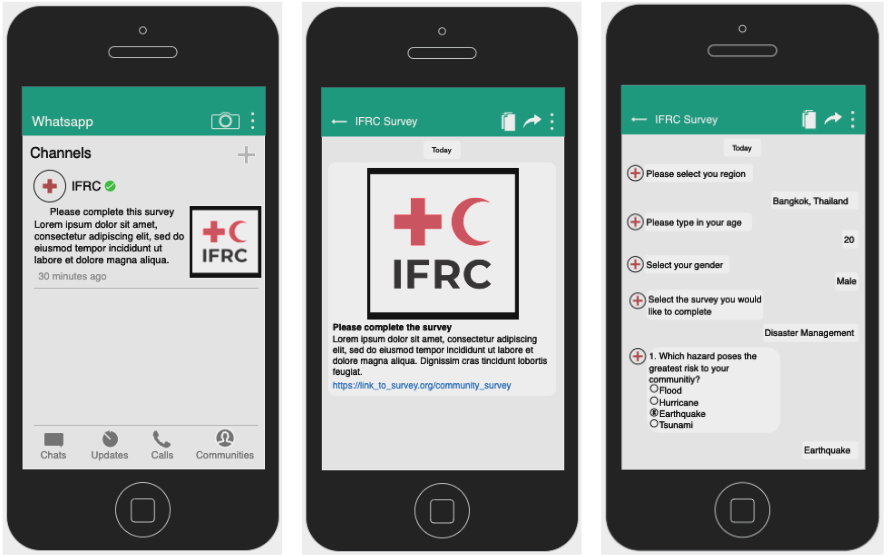 Whatsapp
Channels
IFRC
Please complete this survey
Lorem ipsum dolor sit amet,
consectetur adipiscing elit, sed do
eiusmod tempor incididunt ut
labore et dolore magna aliqua.
IFRC
30 minutes ago
Chats
Updates
Calls
Communities
IFRC Survey
Today
IFRC
Please complete the survey
Lorem ipsum dolor sit amet, consectetur adipiscing
elit, sed do eiusmod tempor incididunt ut labore et
dolore magna aliqua. Dignissim cras tincidunt lobortis
feugiat.
https://link_to_survey.org/community_survey
IFRC Survey
Today
Please select you region
Bangkok, Thailand
Please type in your age
20
Select your gender
Male
Select the survey you would
like to complete
Disaster Management
1. Which hazard poses the
greatest risk to your
communitiy?
Flood
Hurricane
Earthquake
Tsunami
Earthquake